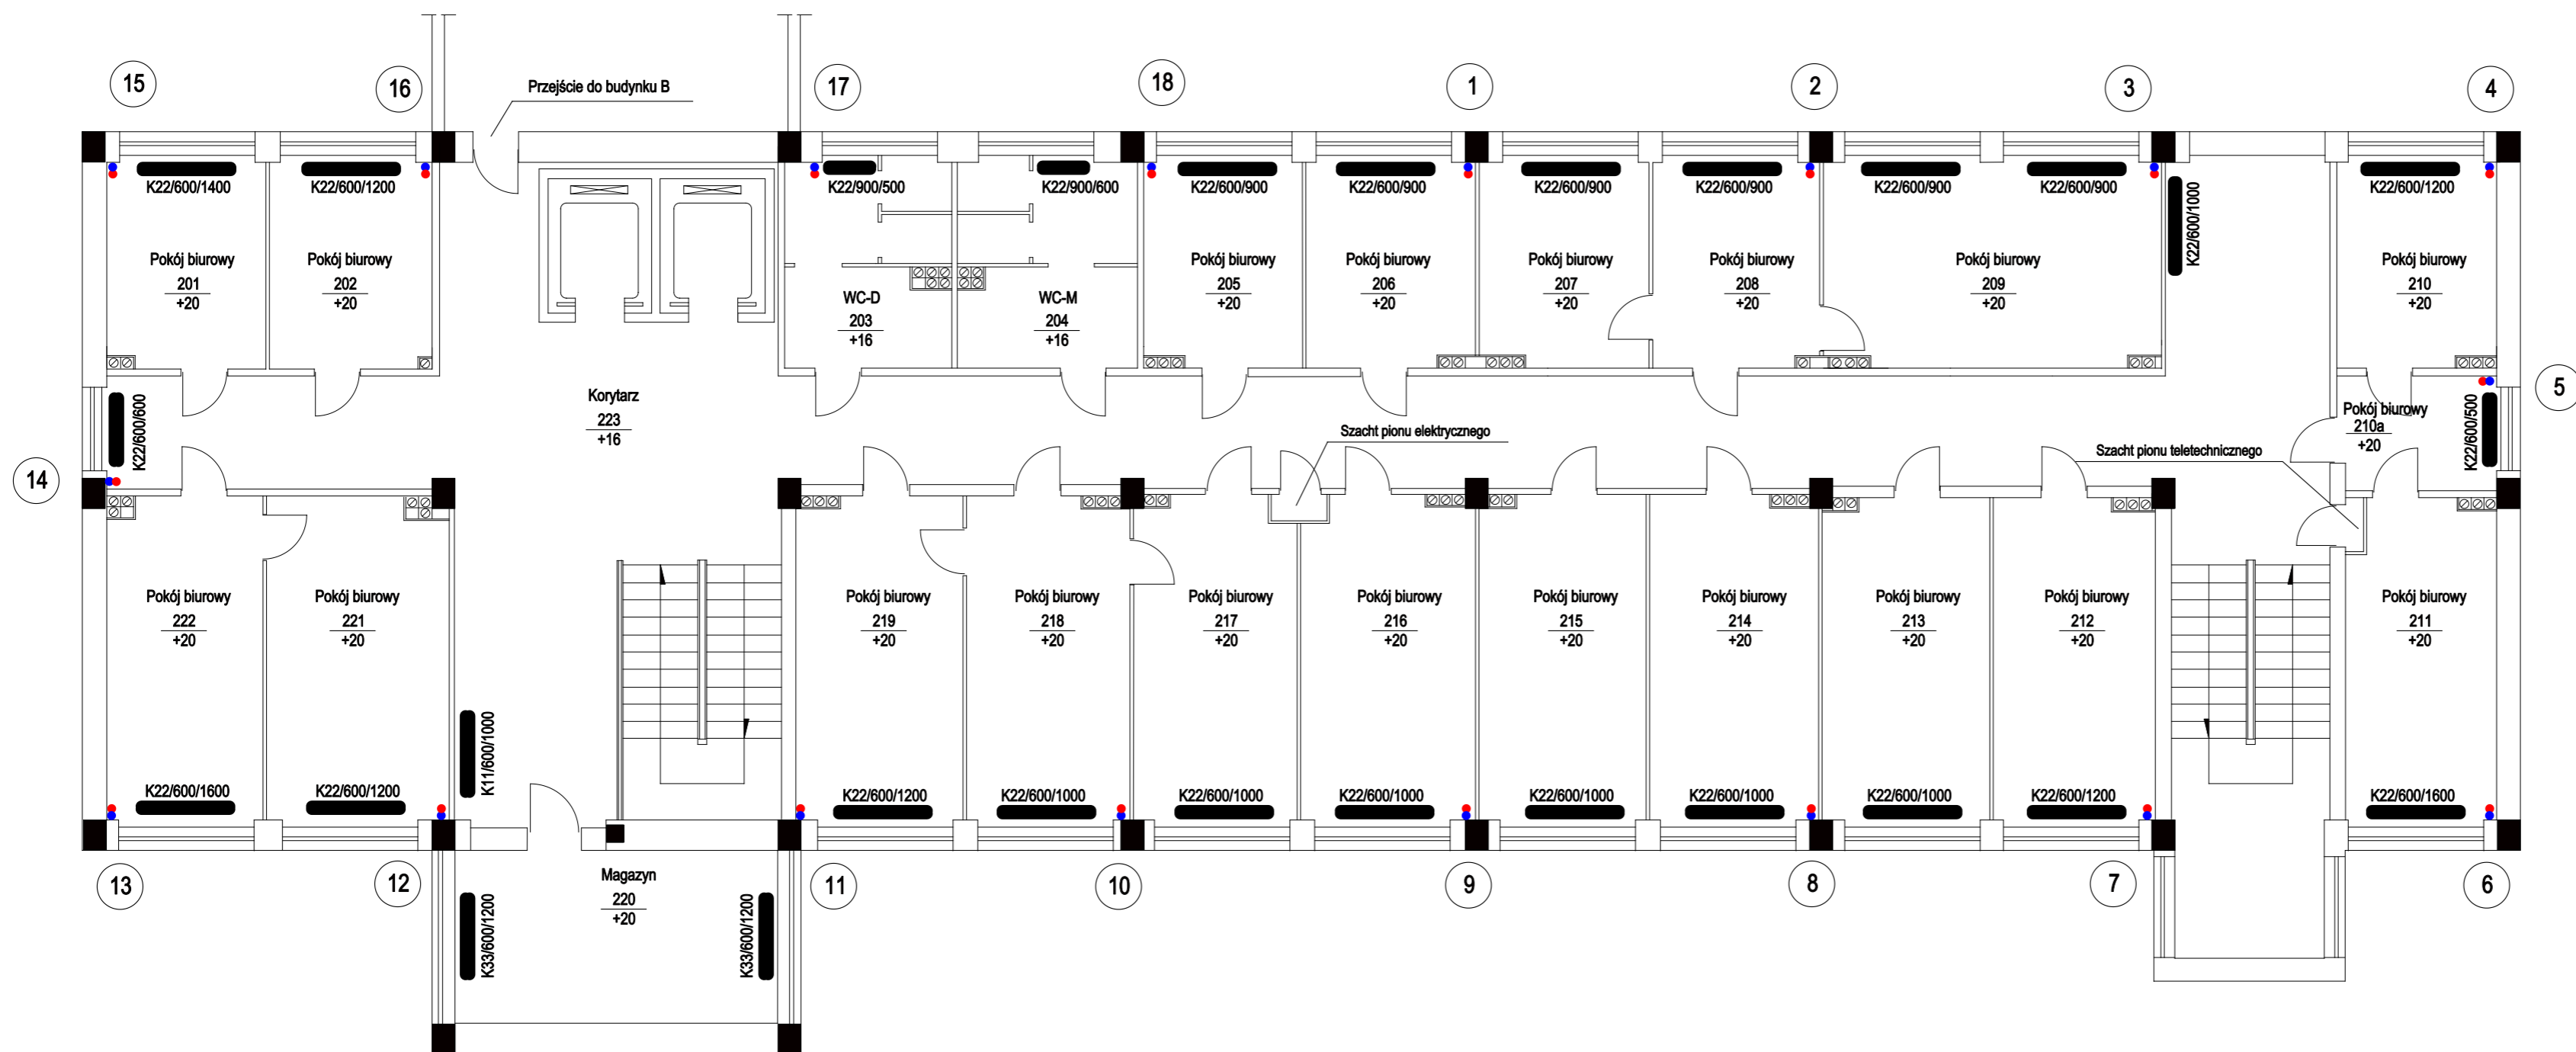 15
16
Przejście do budynku B
17
18
1
2
3
4
K22/600/1400
K22/600/1200
K22/900/500
K22/900/600
K22/600/900
K22/600/900
K22/600/900
K22/600/900
K22/600/900
K22/600/900
K22/600/1000
K22/600/1200
Pokój biurowy
201
+20
Pokój biurowy
202
+20
WC-D
203
+16
WC-M
204
+16
Pokój biurowy
205
+20
Pokój biurowy
206
+20
Pokój biurowy
207
+20
Pokój biurowy
208
+20
Pokój biurowy
209
+20
Pokój biurowy
210
+20
5
14
K22/600/600
Korytarz
223
+16
Szacht pionu elektrycznego
Szacht pionu teletechnicznego
Pokój biurowy
210a
+20
K22/600/500
Pokój biurowy
222
+20
Pokój biurowy
221
+20
Pokój biurowy
219
+20
Pokój biurowy
218
+20
Pokój biurowy
217
+20
Pokój biurowy
216
+20
Pokój biurowy
215
+20
Pokój biurowy
214
+20
Pokój biurowy
213
+20
Pokój biurowy
212
+20
Pokój biurowy
211
+20
K22/600/1600
K22/600/1200
K11/600/1000
K22/600/1200
K22/600/1000
K22/600/1000
K22/600/1000
K22/600/1000
K22/600/1000
K22/600/1000
K22/600/1200
K22/600/1600
13
12
11
10
9
8
7
6
Magazyn
220
+20
K33/600/1200
K33/600/1200